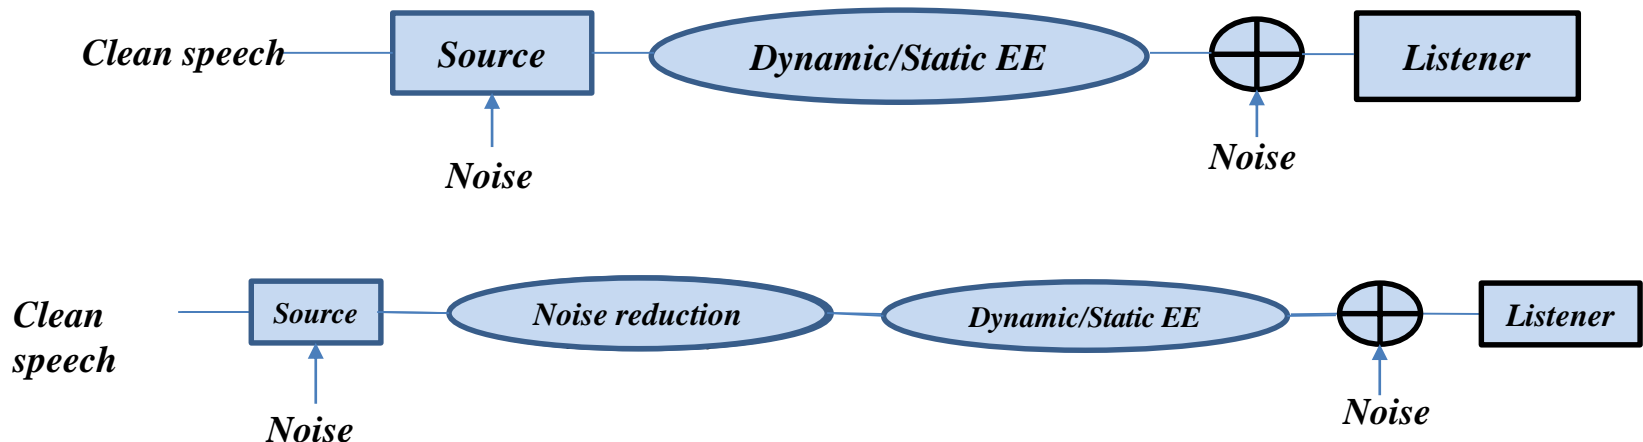 Clean speech Source Dynamic/Static EE Listener
Noise Noise
Clean
speech
Source Noise reduction Dynamic/Static EE Listener
Noise Noise